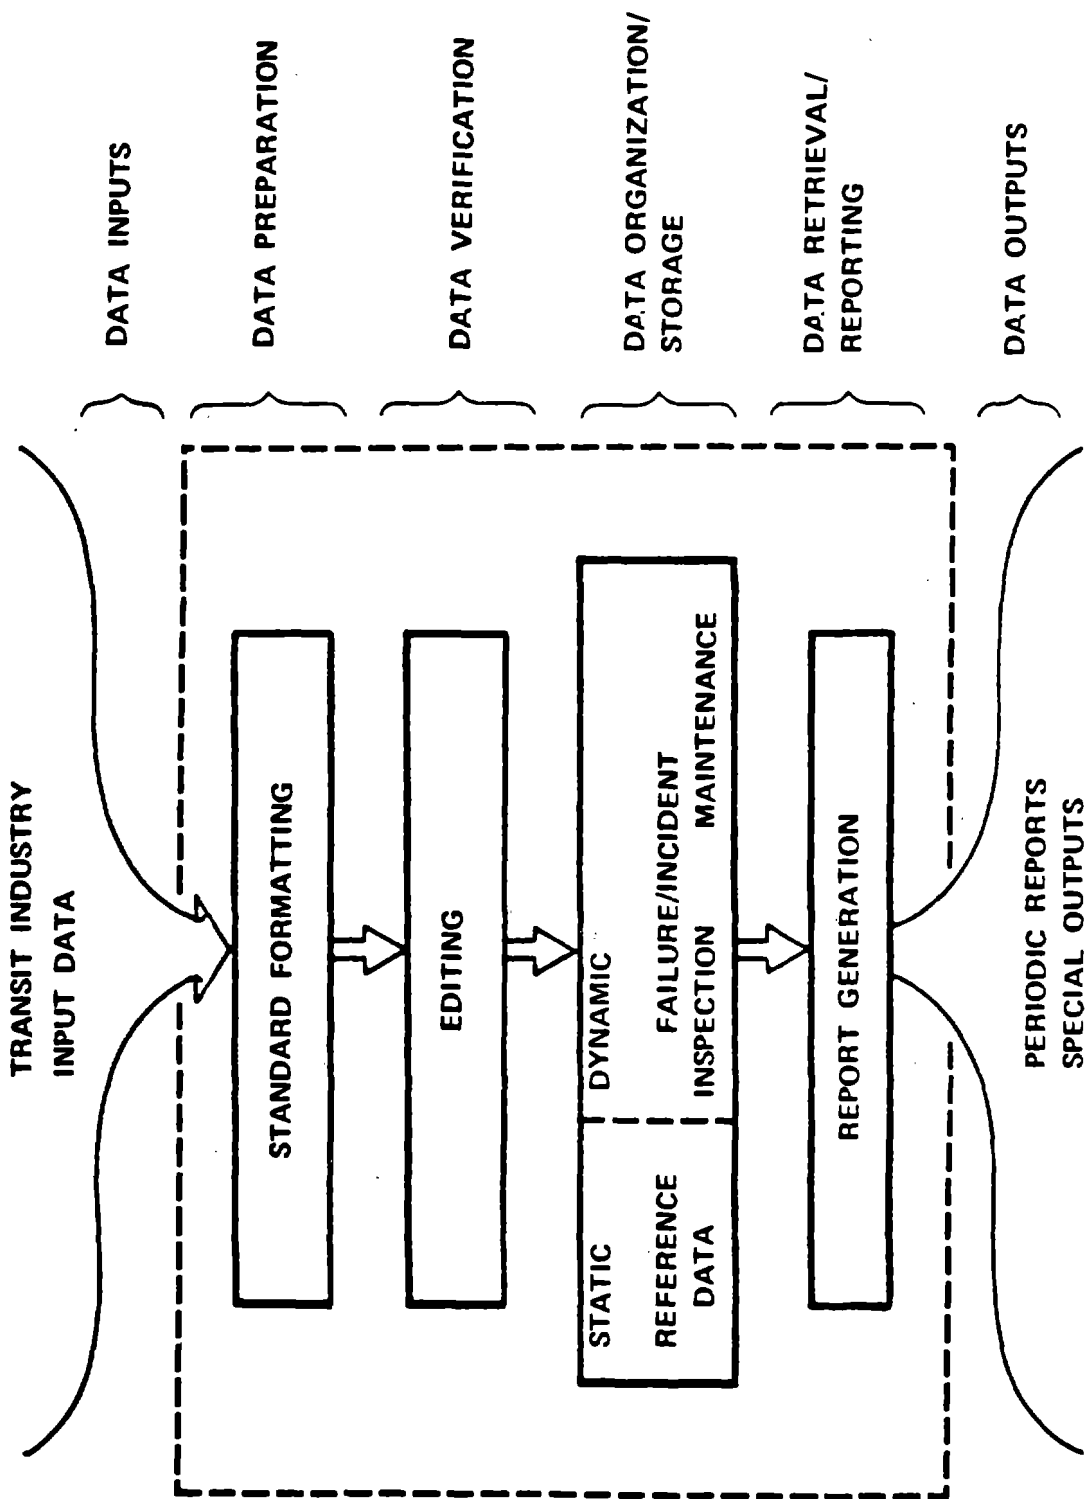 TRANSIT INDUSTRY
INPUT DATA
DATA INPUTS
STANDARD FORMATTING
DATA PREPARATION
EDITING
DATA VERIFICATION
STATIC
REFERENCE
DATA
DYNAMIC
FAILURE/INCIDENT
INSPECTION MAINTENANCE
DATA ORGANIZATION/
STORAGE
REPORT GENERATION
DATA RETRIEVAL/
REPORTING
PERIODIC REPORTS
SPECIAL OUTPUTS
DATA OUTPUTS